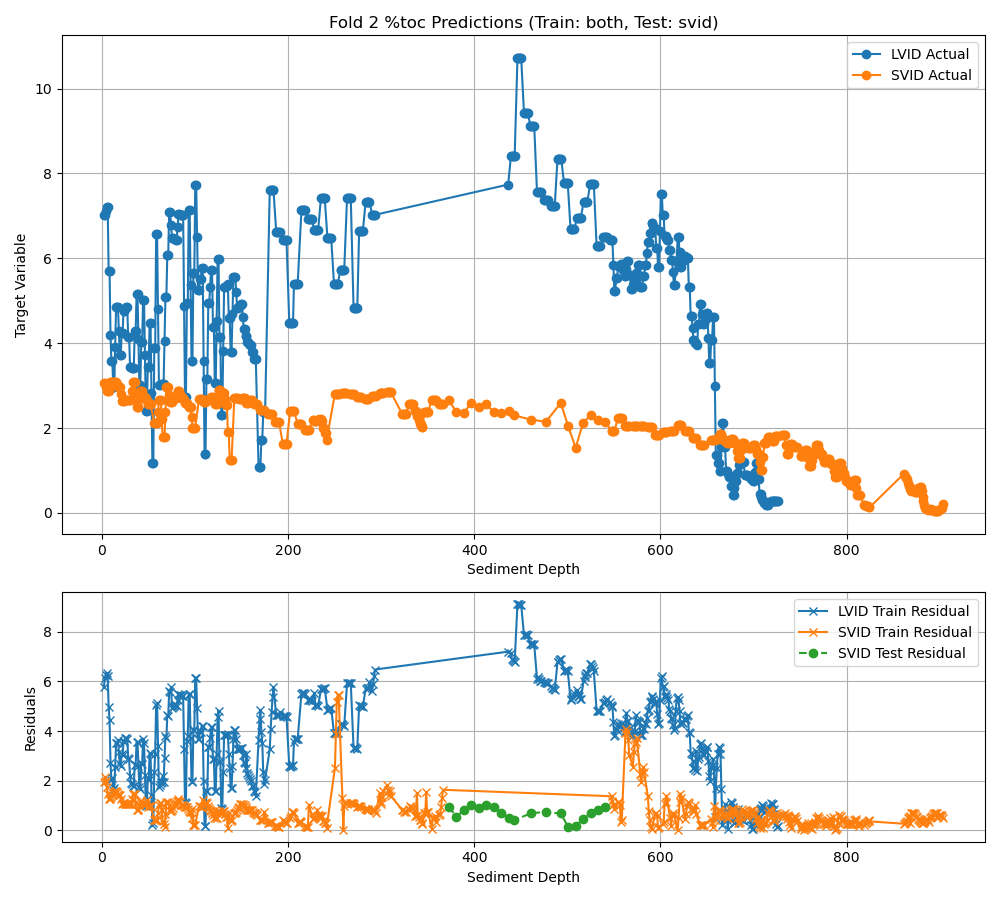 Fold 2 %toc Predictions (Train: both, Test: svid)
LVID Actual
SVID Actual
Target Variable
10
8
6
4
2
0
0 200 400 600 800
Sediment Depth
LVID Train Residual
SVID Train Residual
SVID Test Residual
Residuals
8
6
4
2
0
0 200 400 600 800
Sediment Depth